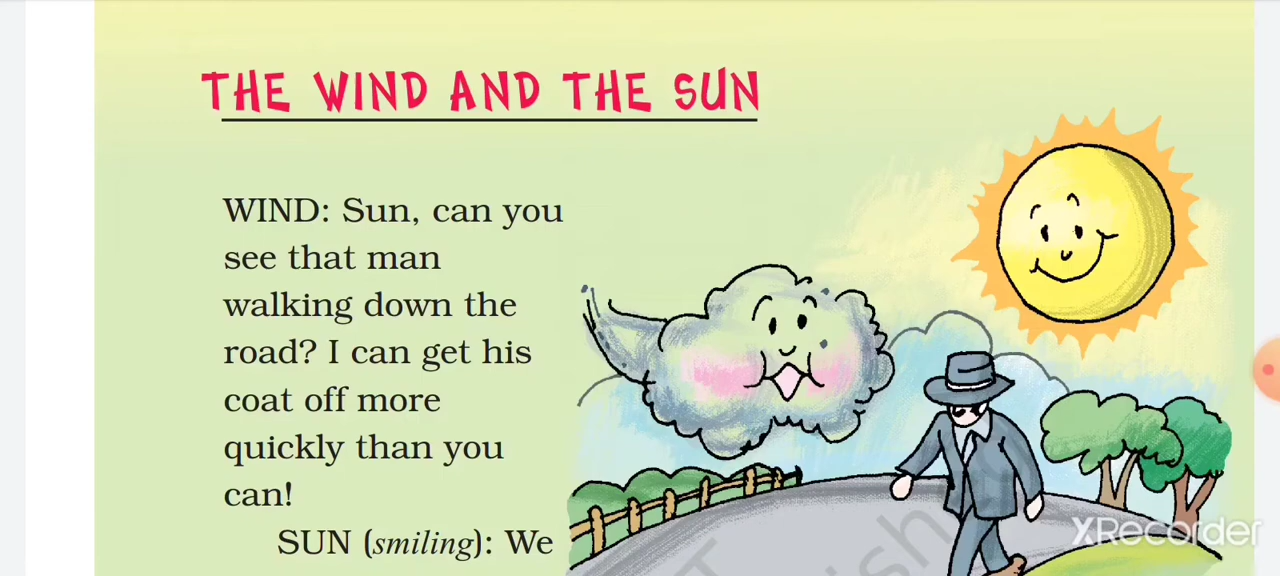 THE WIND AND THE SUN
WIND: Sun, can you
see that man
walking down the
road? I can get his
coat off more
quickly than you
can!
SUN (smiling): We
XRecorder